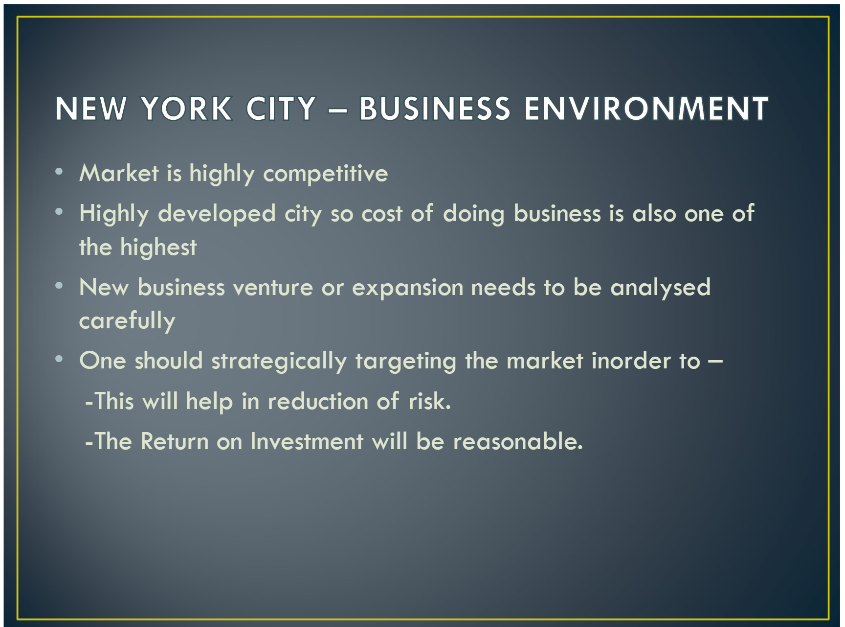 NEW YORK CITY – BUSINESS ENVIRONMENT
• Market is highly competitive
• Highly developed city so cost of doing business is also one of
the highest
• New business venture or expansion needs to be analysed
carefully
• One should strategically targeting the market inorder to –
-This will help in reduction of risk.
-The Return on Investment will be reasonable.